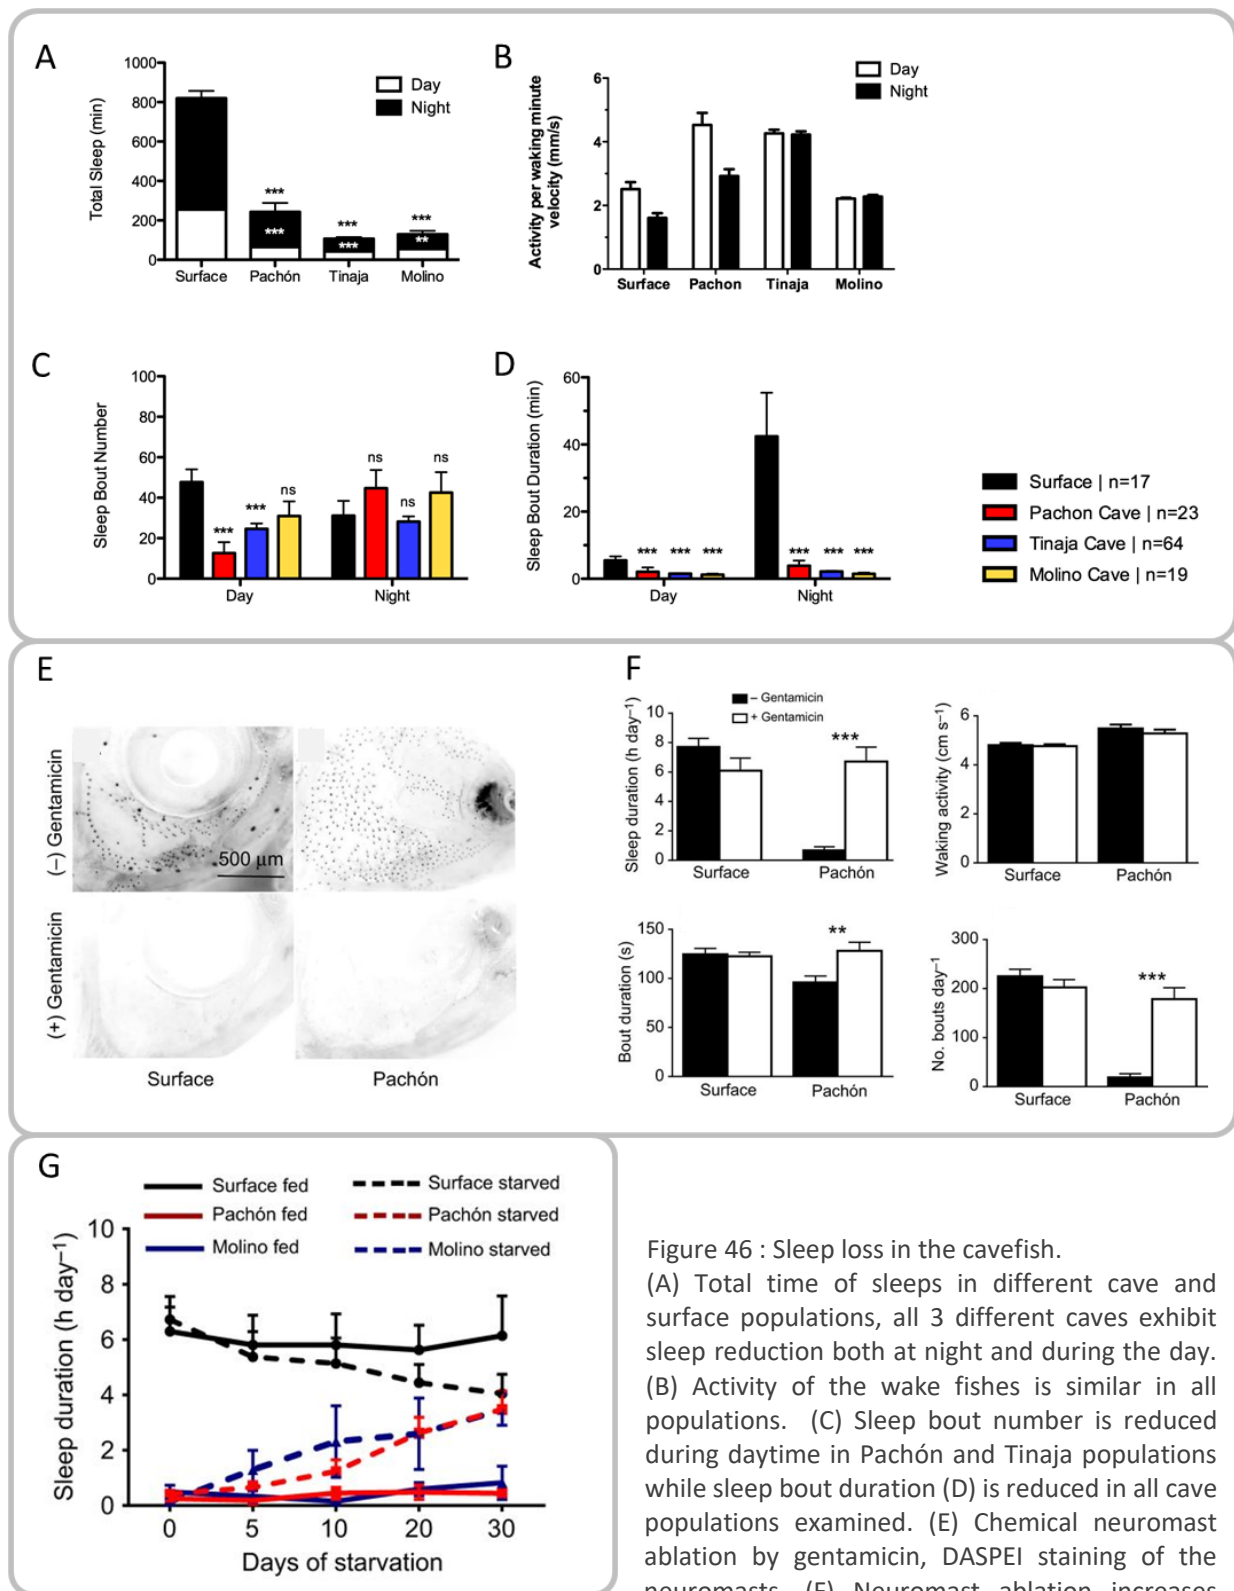 A
Total Sleep (min)
1000
800
600
400
200
0
Day
Night
***
***
***
***
***
**
Surface Pachón Tinaja Molino
B
Activity per waking minute
velocity (mm/s)
6
4
2
0
Day
Night
Surface Pachon Tinaja Molino
C
Sleep Bout Number
100
80
60
40
20
0
*** *** ns ns ns ns
Day Night
D
Sleep Bout Duration (min)
60
40
20
0
*** *** *** *** *** ***
Day Night
Surface | n=17
Pachon Cave | n=23
Tinaja Cave | n=64
Molino Cave | n=19
E
(–) Gentamicin
(+) Gentamicin
500 µm
Surface Pachón
F
– Gentamicin
+ Gentamicin
Sleep duration (h day–1)
10
8
6
4
2
0
***
Surface Pachón
Waking activity (cm s–1)
6
4
2
0
Surface Pachón
Bout duration (s)
150
100
50
0
**
Surface Pachón
No. bouts day–1
300
200
100
0
***
Surface Pachón
G
Surface fed Surface starved
Pachón fed Pachón starved
Molino fed Molino starved
Sleep duration (h day–1)
10
8
6
4
2
0
0 5 10 20 30
Days of starvation
Figure 46 : Sleep loss in the cavefish.
(A) Total time of sleeps in different cave and
surface populations, all 3 different caves exhibit
sleep reduction both at night and during the day.
(B) Activity of the wake fishes is similar in all
populations. (C) Sleep bout number is reduced
during daytime in Pachón and Tinaja populations
while sleep bout duration (D) is reduced in all cave
populations examined. (E) Chemical neuromast
ablation by gentamicin, DASPEI staining of the
neuromasts. (F) Neuromast ablation increases